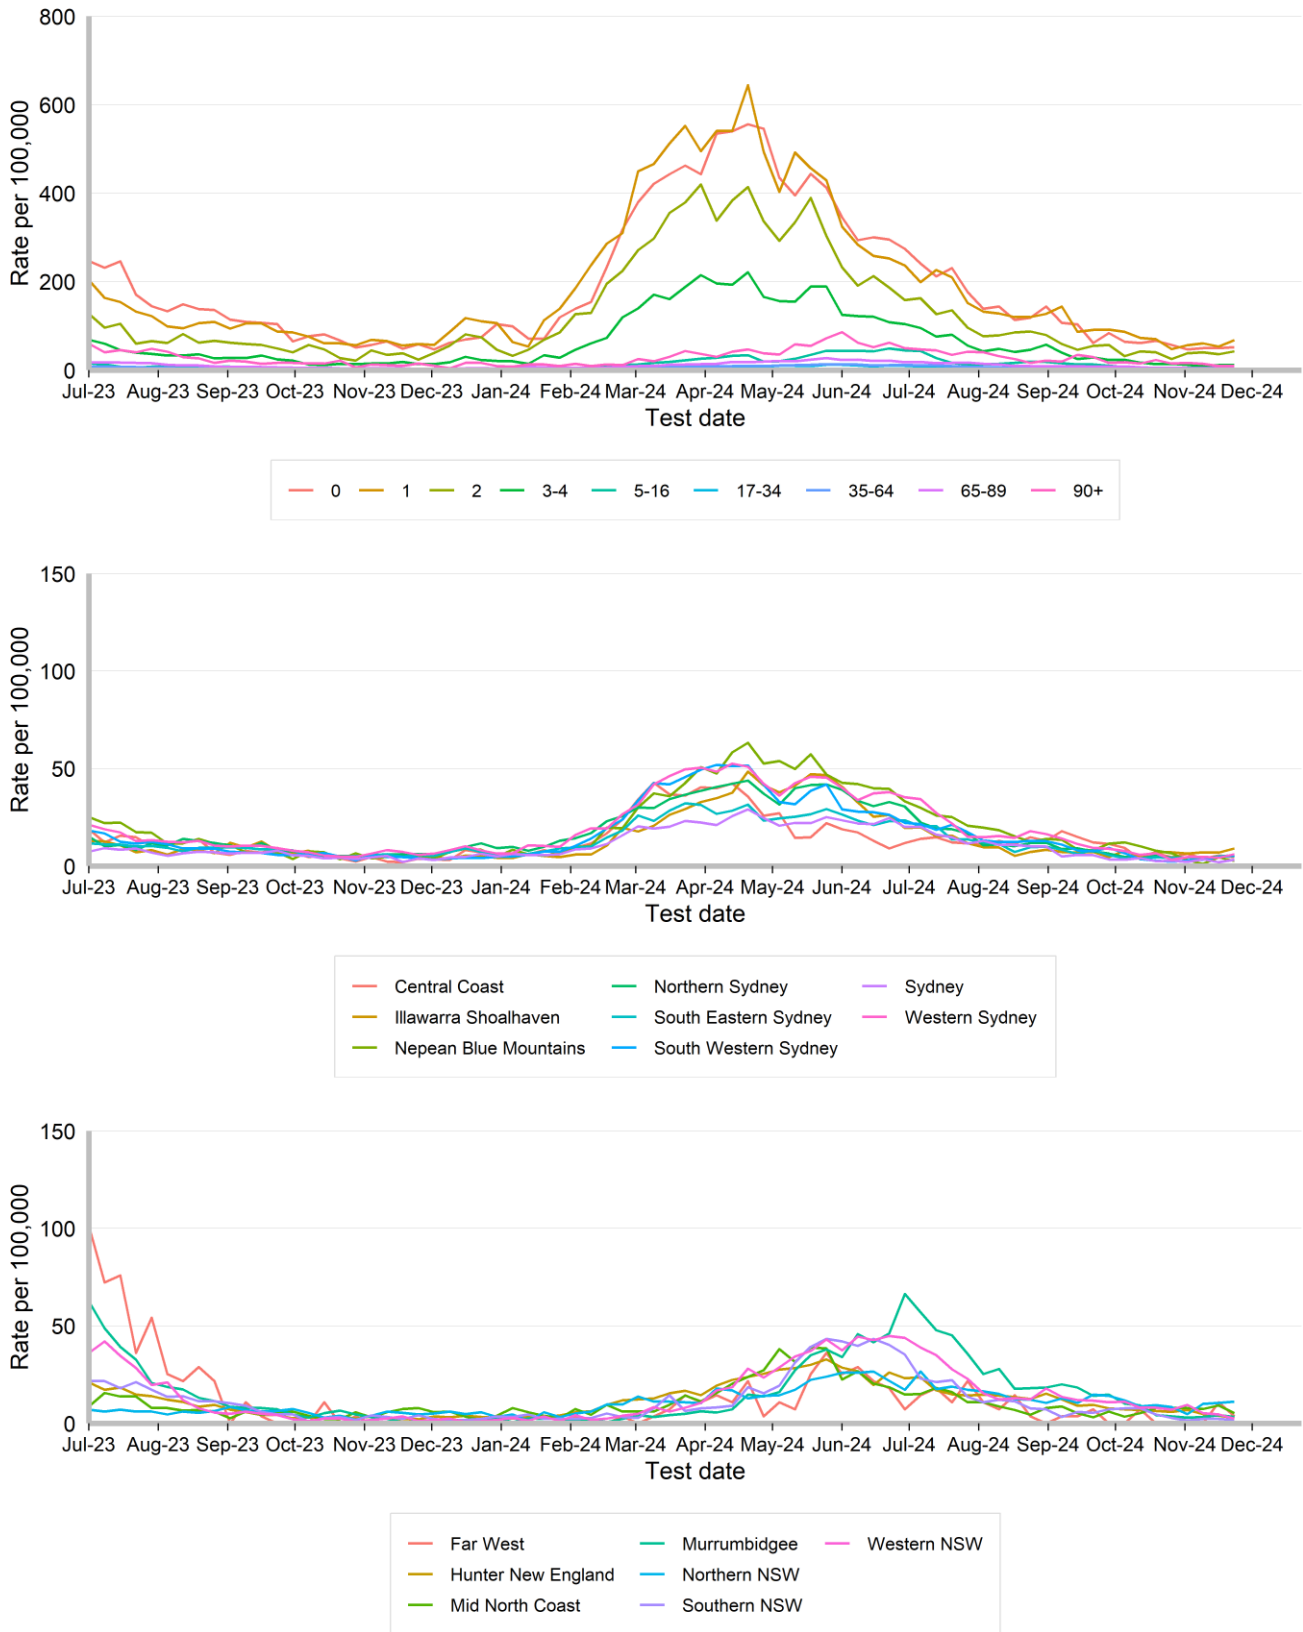 800
600
400
200
0
Rate per 100,000
Jul-23 Aug-23 Sep-23 Oct-23 Nov-23 Dec-23 Jan-24 Feb-24 Mar-24 Apr-24 May-24 Jun-24 Jul-24 Aug-24 Sep-24 Oct-24 Nov-24 Dec-24
Test date
0 1 2 3-4 5-16 17-34 35-64 65-89 90+
150
100
50
0
Rate per 100,000
Jul-23 Aug-23 Sep-23 Oct-23 Nov-23 Dec-23 Jan-24 Feb-24 Mar-24 Apr-24 May-24 Jun-24 Jul-24 Aug-24 Sep-24 Oct-24 Nov-24 Dec-24
Test date
Central Coast Northern Sydney Sydney
Illawarra Shoalhaven South Eastern Sydney Western Sydney
Nepean Blue Mountains South Western Sydney
150
100
50
0
Rate per 100,000
Jul-23 Aug-23 Sep-23 Oct-23 Nov-23 Dec-23 Jan-24 Feb-24 Mar-24 Apr-24 May-24 Jun-24 Jul-24 Aug-24 Sep-24 Oct-24 Nov-24 Dec-24
Test date
Far West Murrumbidgee Western NSW
Hunter New England Northern NSW
Mid North Coast Southern NSW